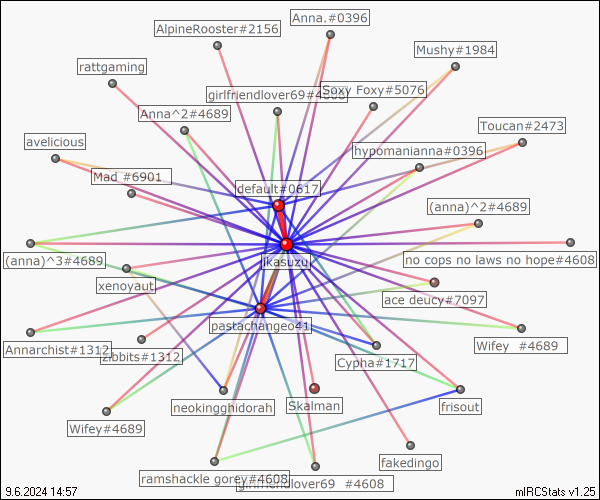 Anna.#0396
AlpineRooster#2156
Mushy#1984
rattgaming
girlfriendlover69#4608
Soxy Foxy#5076
Anna^2#4689
Toucan#2473
avelicious
hypomanianna#0396
Mad_#6901
default#0617
(anna)^2#4689
(anna)^3#4689
jikasuzu
no cops no laws no hope#4608
xenoyaut
ace deucy#7097
pastachangeo41
Annarchist#1312
zibbits#1312
Wifey   #4689
Cypha#1717
neokingghidorah
Skalman
frisout
Wifey#4689
fakedingo
ramshackle gorey#4608
girlfriendlover69   #4608
9.6.2024 14:57
mIRCStats v1.25